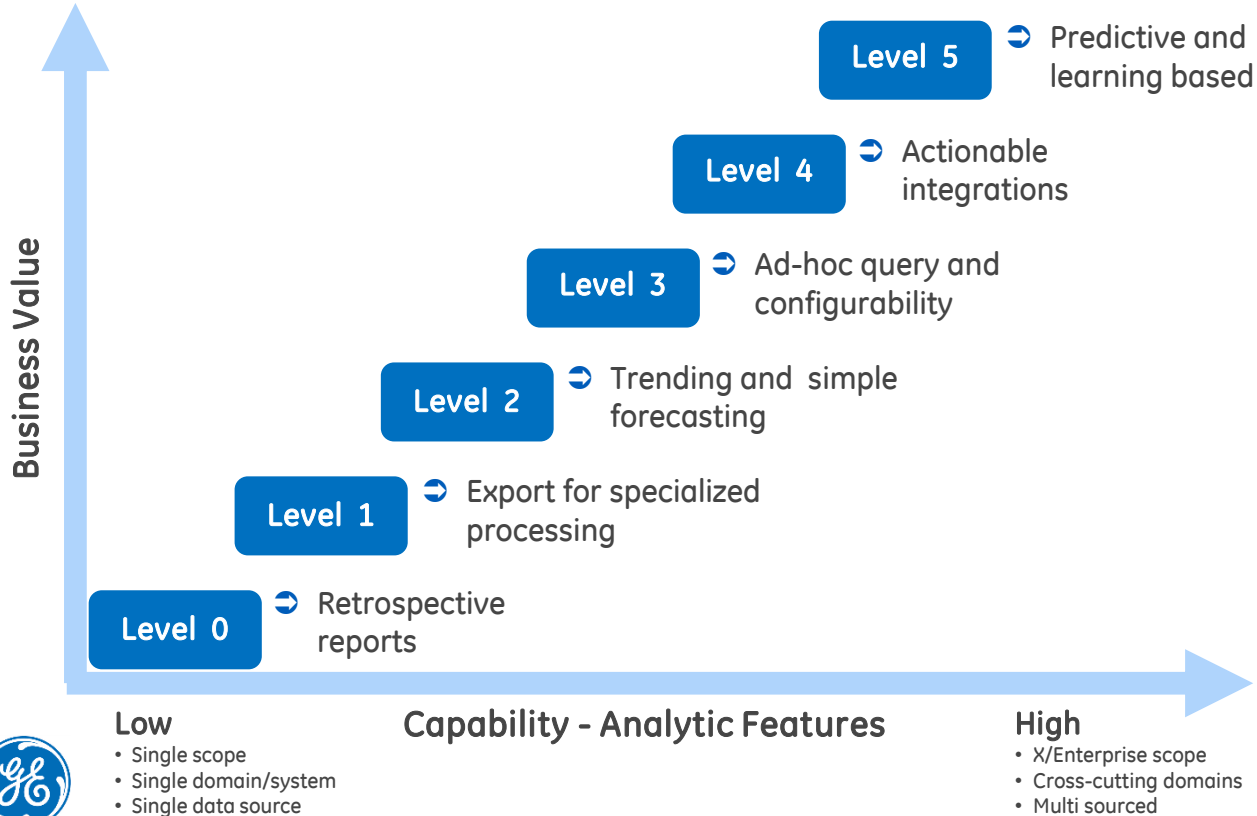 Level 5
Predictive and
learning based
Level 4
Actionable
integrations
Level 3
Ad-hoc query and
configurability
Level 2
Trending and simple
forecasting
Level 1
Export for specialized
processing
Level 0
Retrospective
reports
Business Value
Low
• Single scope
• Single domain/system
• Single data source
Capability - Analytic Features
High
• X/Enterprise scope
• Cross-cutting domains
• Multi sourced
GE